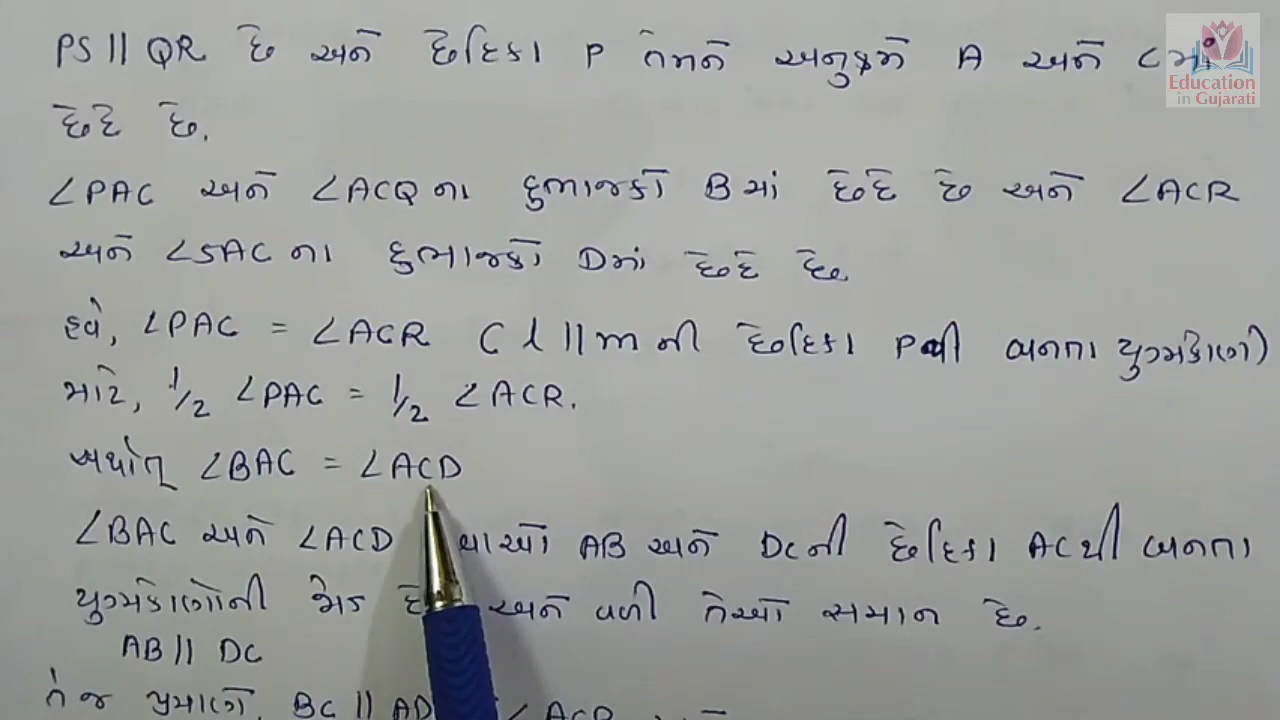 PS || QR છે અને છેદિકા P તેમને અનુક્રમે A અને C માં
Education
in Gujarati
છેદે છે.
∠PAC અને ∠ACQ ના દુભાજકો B માં છેદે છે અને ∠ACR
અને ∠SAC ના દુભાજકો D માં છેદે છે.
હવે, ∠PAC = ∠ACR ( l || m ની છેદિકા P થી બનતા યુગ્મકોણો)
માટે, 1/2 ∠PAC = 1/2 ∠ACR.
અર્થાત્ ∠BAC = ∠ACD
∠BAC અને ∠ACD AB અને DC ની છેદિકા AC થી બનતા
યુગ્મકોણોની જોડ અને વળી તેઓ સમાન છે.
AB || DC
તે જ પ્રમાણે, BC || AD